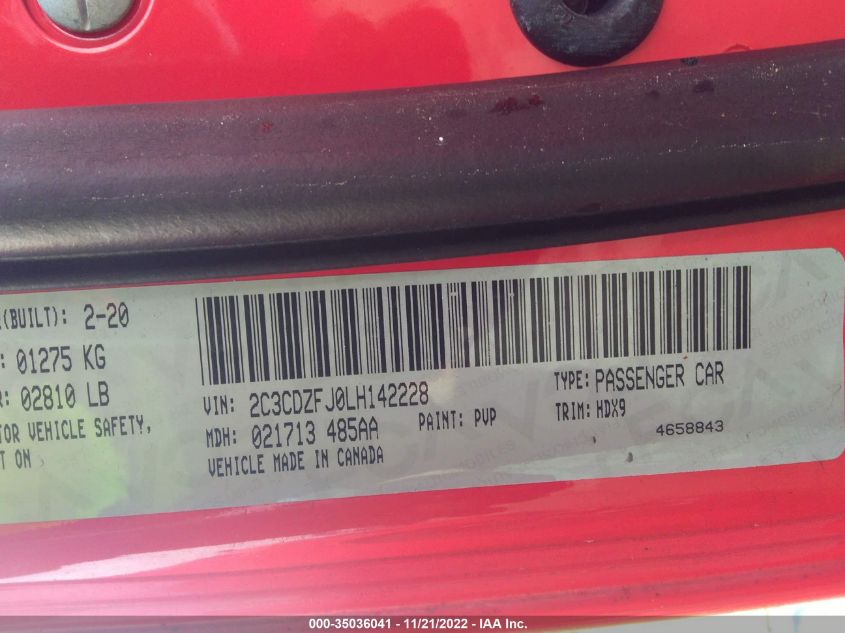 (BUILT): 2-20
: 01275 KG
R: 02810 LB
TOR VEHICLE SAFETY,
T ON
VIN: 2C3CDZFJ0LH142228
TYPE: PASSENGER CAR
MDH: 021713 485AA
PAINT: PVP
TRIM: HDX9
VEHICLE MADE IN CANADA
4658843
000-35036041 - 11/21/2022 - IAA Inc.